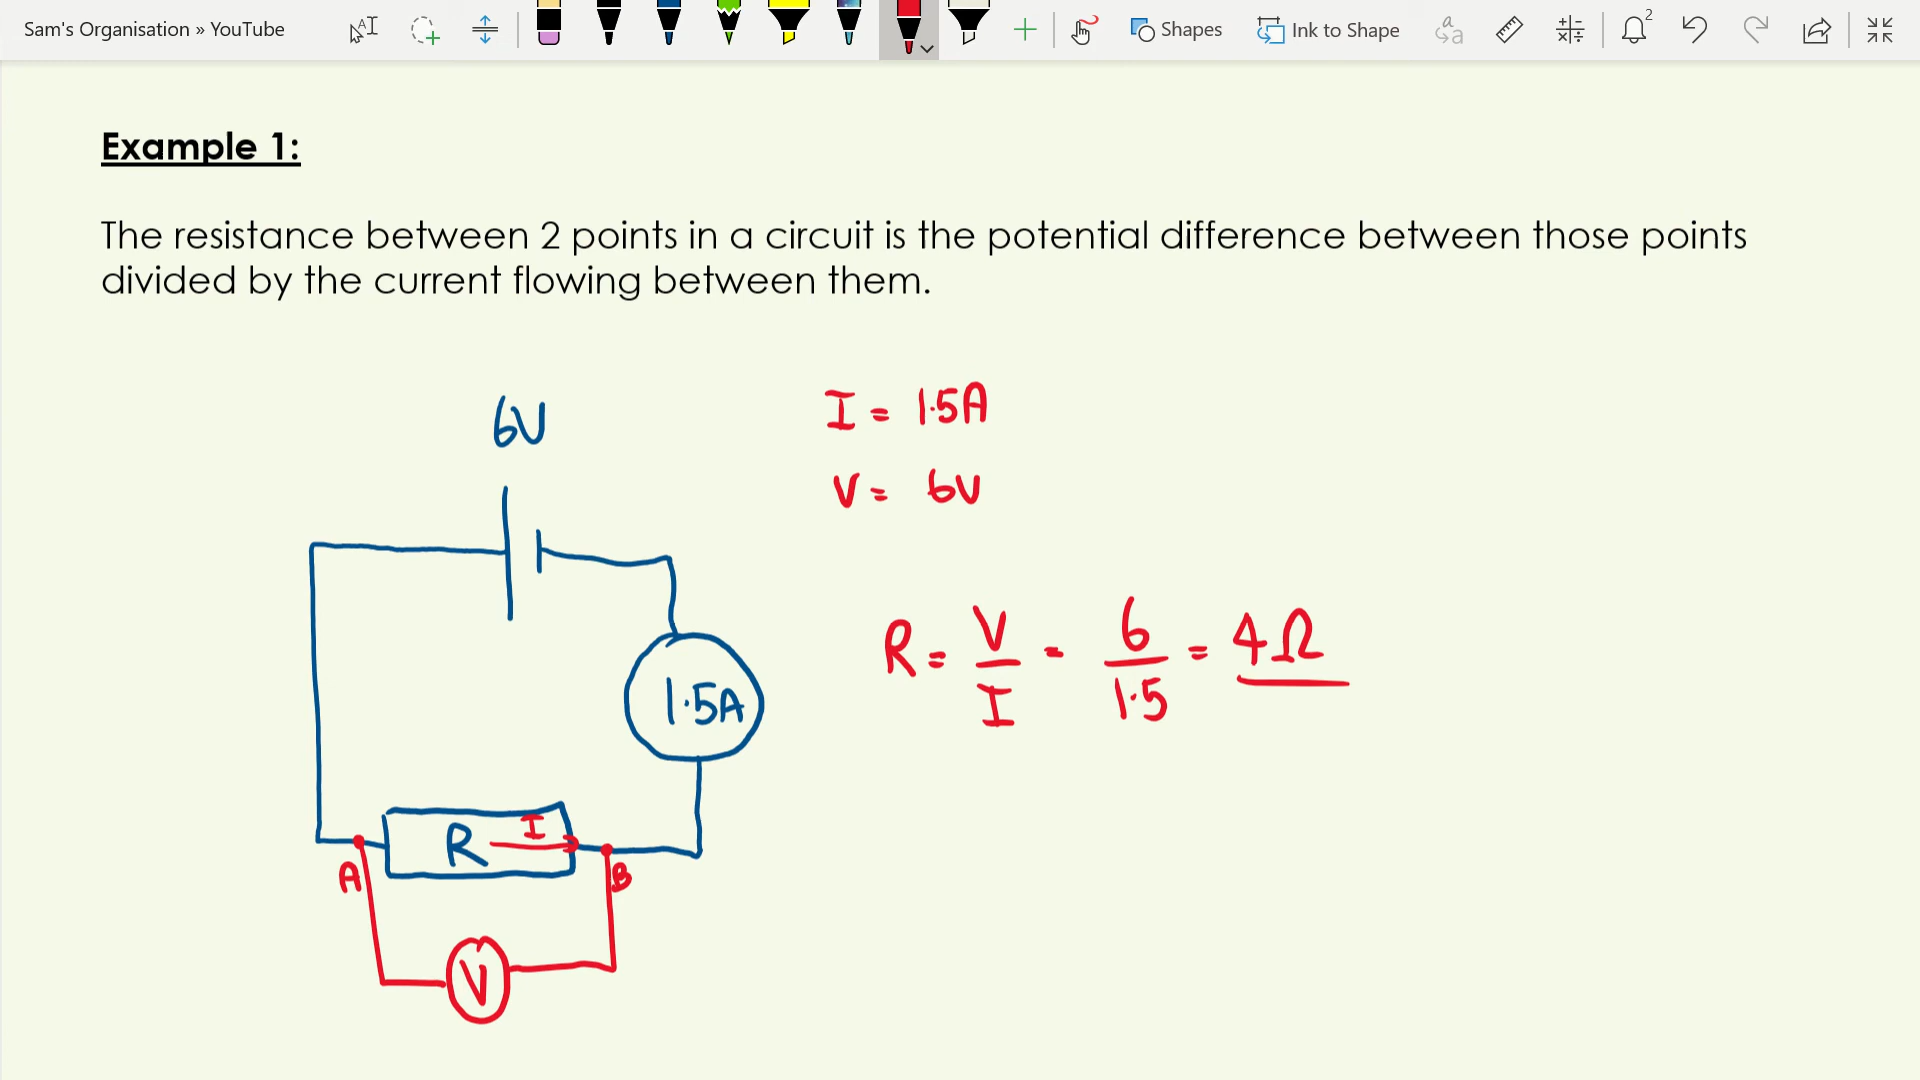 Sam's Organisation » YouTube
Shapes
Ink to Shape
2
Example 1:
The resistance between 2 points in a circuit is the potential difference between those points
divided by the current flowing between them.
6V
I = 1.5A
V = 6V
R = V/I = 6/1.5 = 4Ω
1.5A
R I
A
B
V